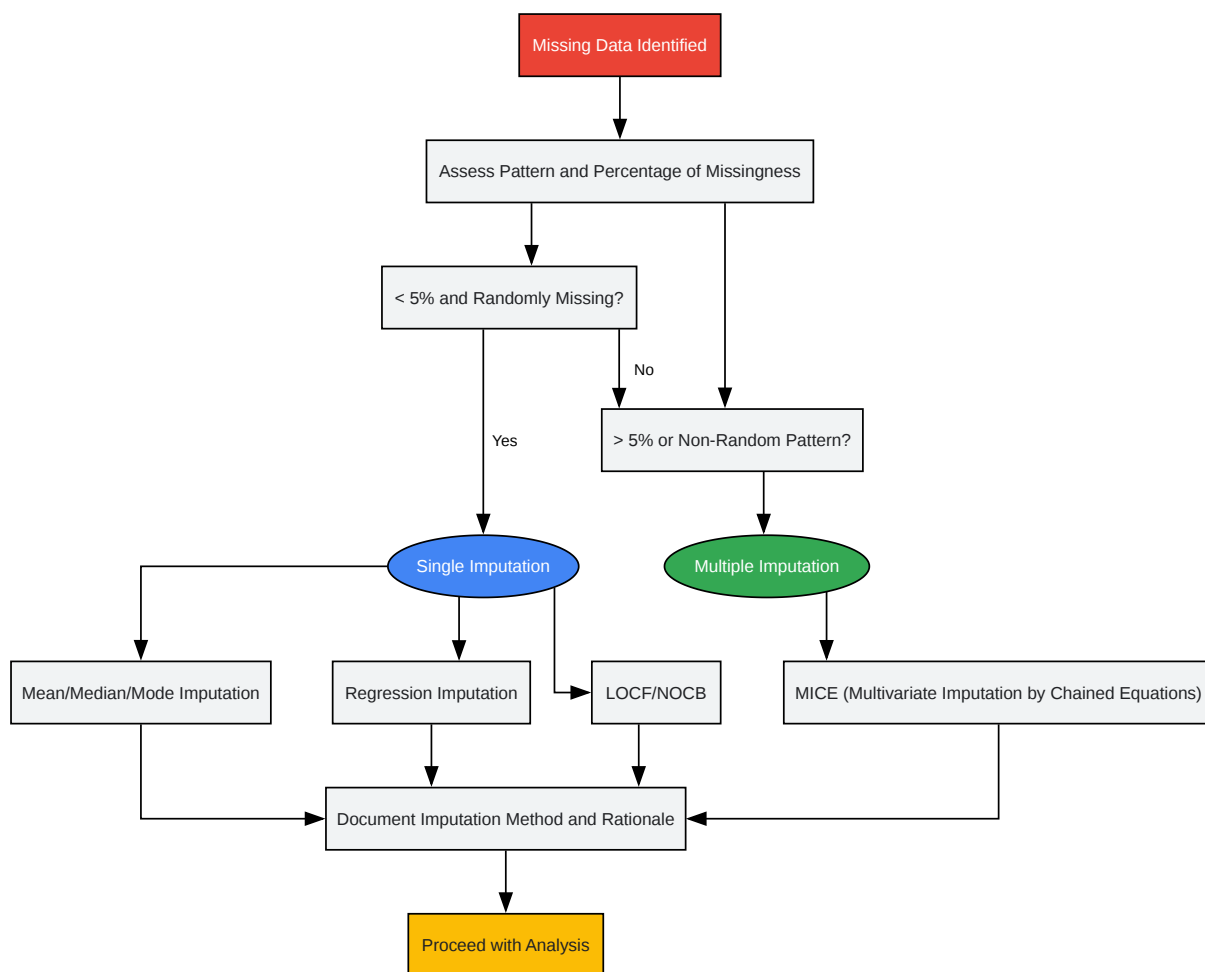 Missing Data Identified
Assess Pattern and Percentage of Missingness
< 5% and Randomly Missing?
No
> 5% or Non-Random Pattern?
Yes
Single Imputation
Multiple Imputation
Mean/Median/Mode Imputation
Regression Imputation
LOCF/NOCB
MICE (Multivariate Imputation by Chained Equations)
Document Imputation Method and Rationale
Proceed with Analysis